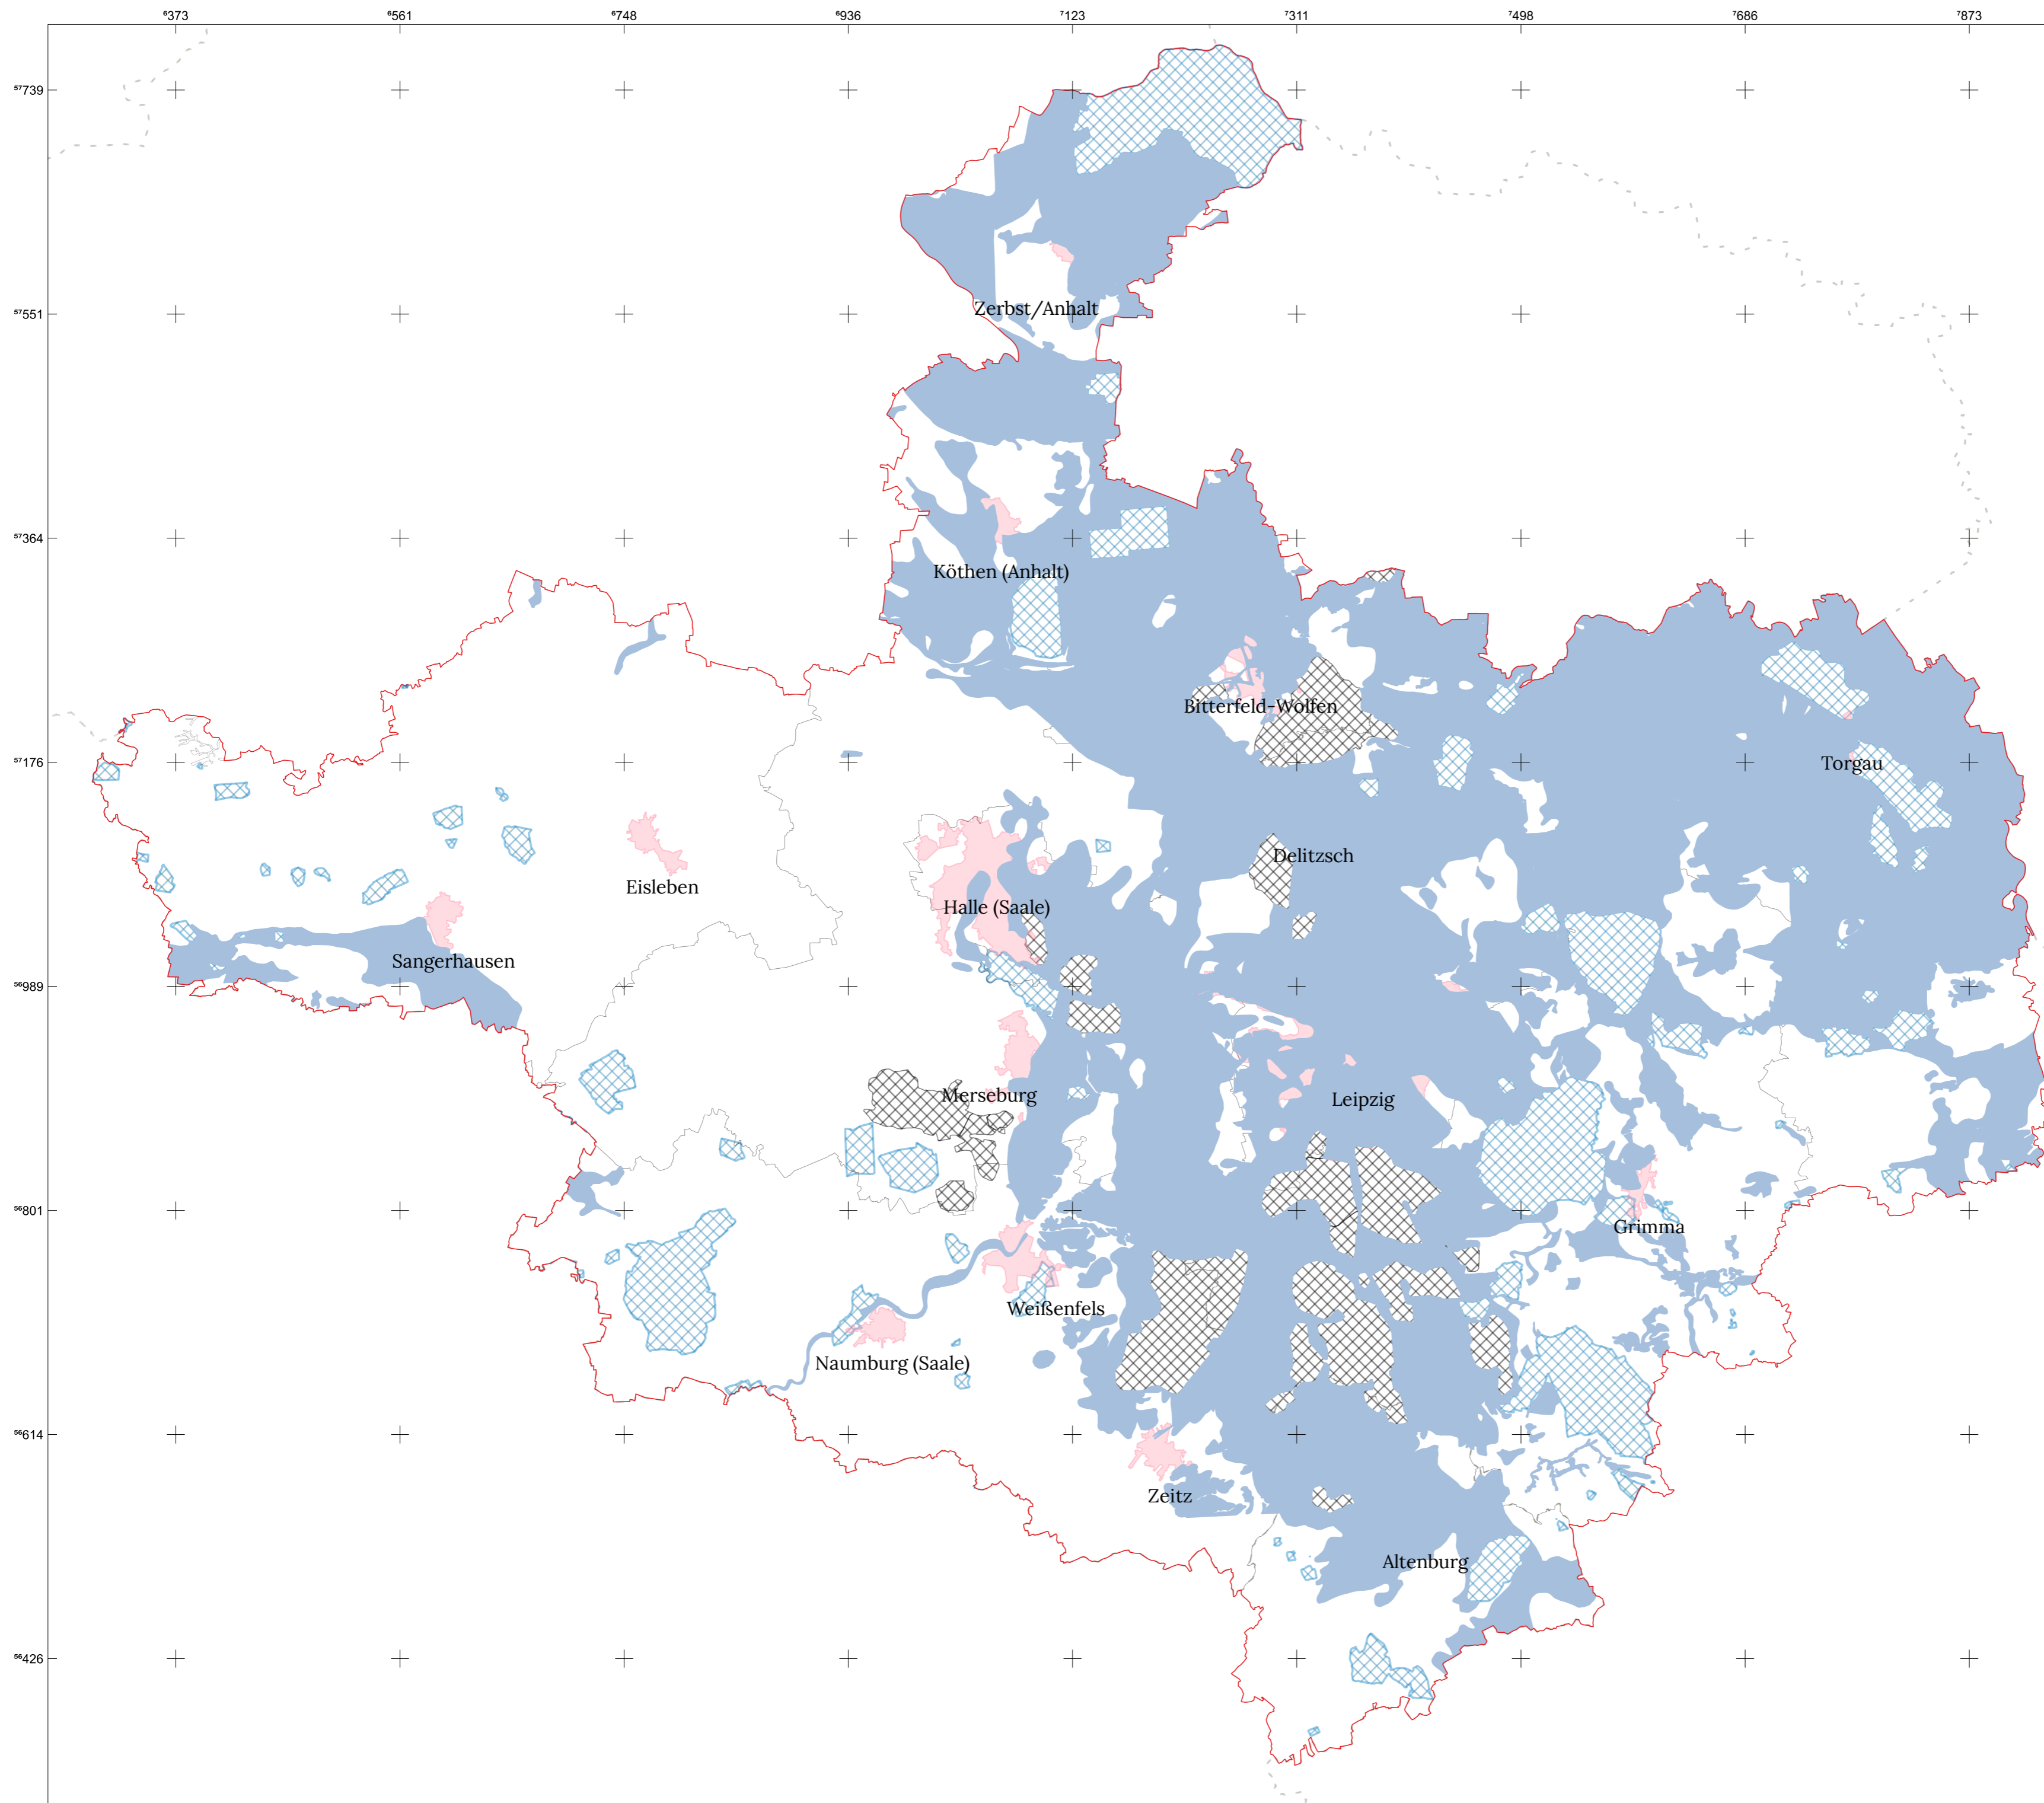 ⁶373 ⁶561 ⁶748 ⁶936 ⁷123 ⁷311 ⁷498 ⁷686 ⁷873
⁵⁷739
⁵⁷551
Zerbst/Anhalt
⁵⁷364
Köthen (Anhalt)
Bitterfeld-Wolfen
⁵⁷176
Torgau
Delitzsch
Eisleben
Halle (Saale)
Sangerhausen
⁵⁶989
Merseburg
Leipzig
⁵⁶801
Grimma
Weißenfels
Naumburg (Saale)
⁵⁶614
Zeitz
Altenburg
⁵⁶426